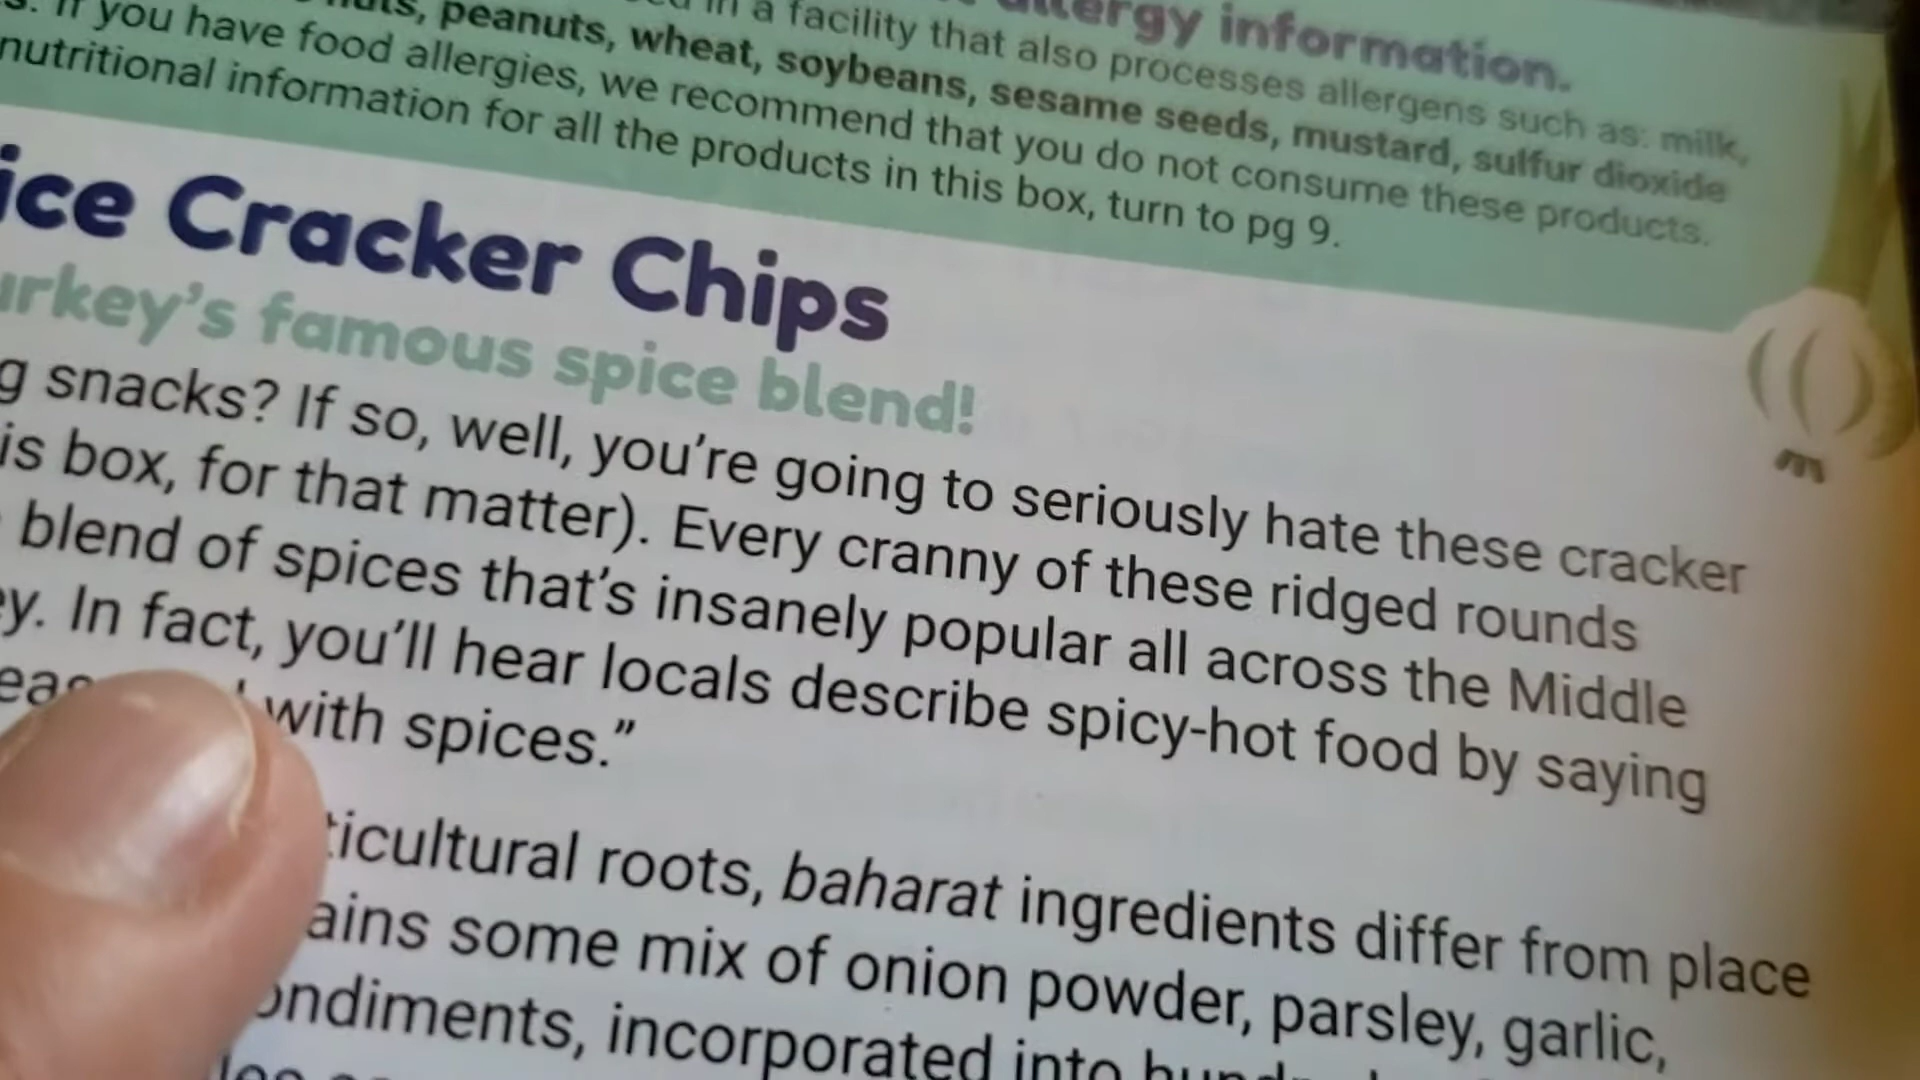 allergy information.
in a facility that also processes allergens such as: milk,
nuts, peanuts, wheat, soybeans, sesame seeds, mustard, sulfur dioxide
If you have food allergies, we recommend that you do not consume these products.
nutritional information for all the products in this box, turn to pg 9.
ice Cracker Chips
urkey's famous spice blend!
g snacks? If so, well, you're going to seriously hate these cracker
is box, for that matter). Every cranny of these ridged rounds
blend of spices that's insanely popular all across the Middle
ey. In fact, you'll hear locals describe spicy-hot food by saying
with spices.”
ticultural roots, baharat ingredients differ from place
ains some mix of onion powder, parsley, garlic,
ondiments, incorporated into